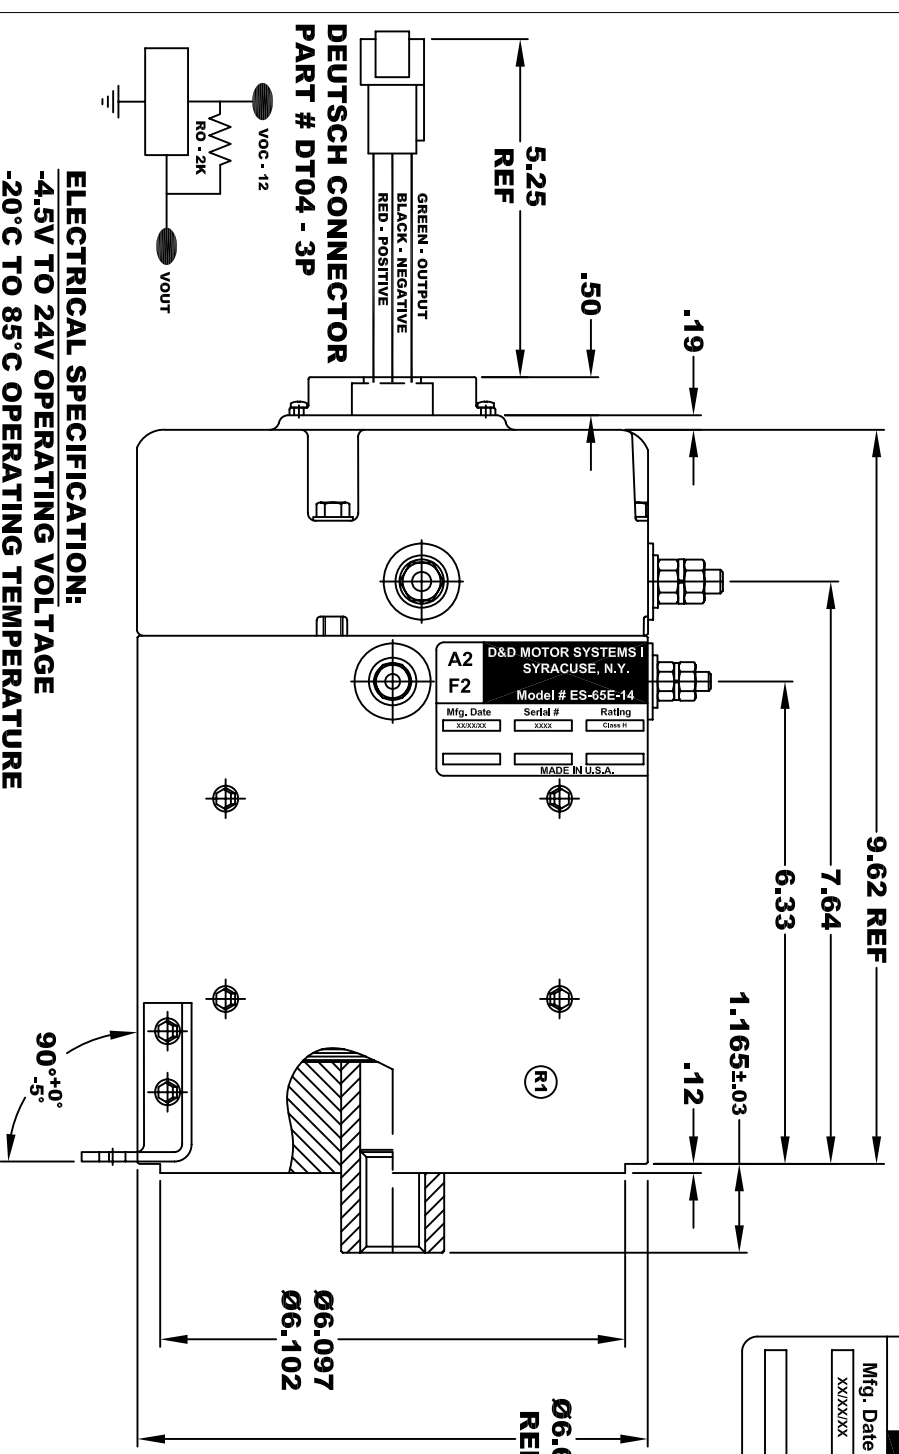 5.25
REF
.50
.19
DEUTSCH CONNECTOR
PART # DT04 - 3P
GREEN - OUTPUT
BLACK - NEGATIVE
RED - POSITIVE
VOC - 12
RO - 2K
VOUT
ELECTRICAL SPECIFICATION:
-4.5V TO 24V OPERATING VOLTAGE
-20°C TO 85°C OPERATING TEMPERATURE
A2
F2
D&D MOTOR SYSTEMS I
SYRACUSE, N.Y.
Model # ES-65E-14
Mfg. Date Serial # Rating
XX/XX/XX XXXX Class H
MADE IN U.S.A.
9.62 REF
7.64
6.33
1.165±.03
.12
R1
90°+0°
-5°
Ø6.097
Ø6.102
Ø6.6
REF
Mfg. Date
XX/XX/XX